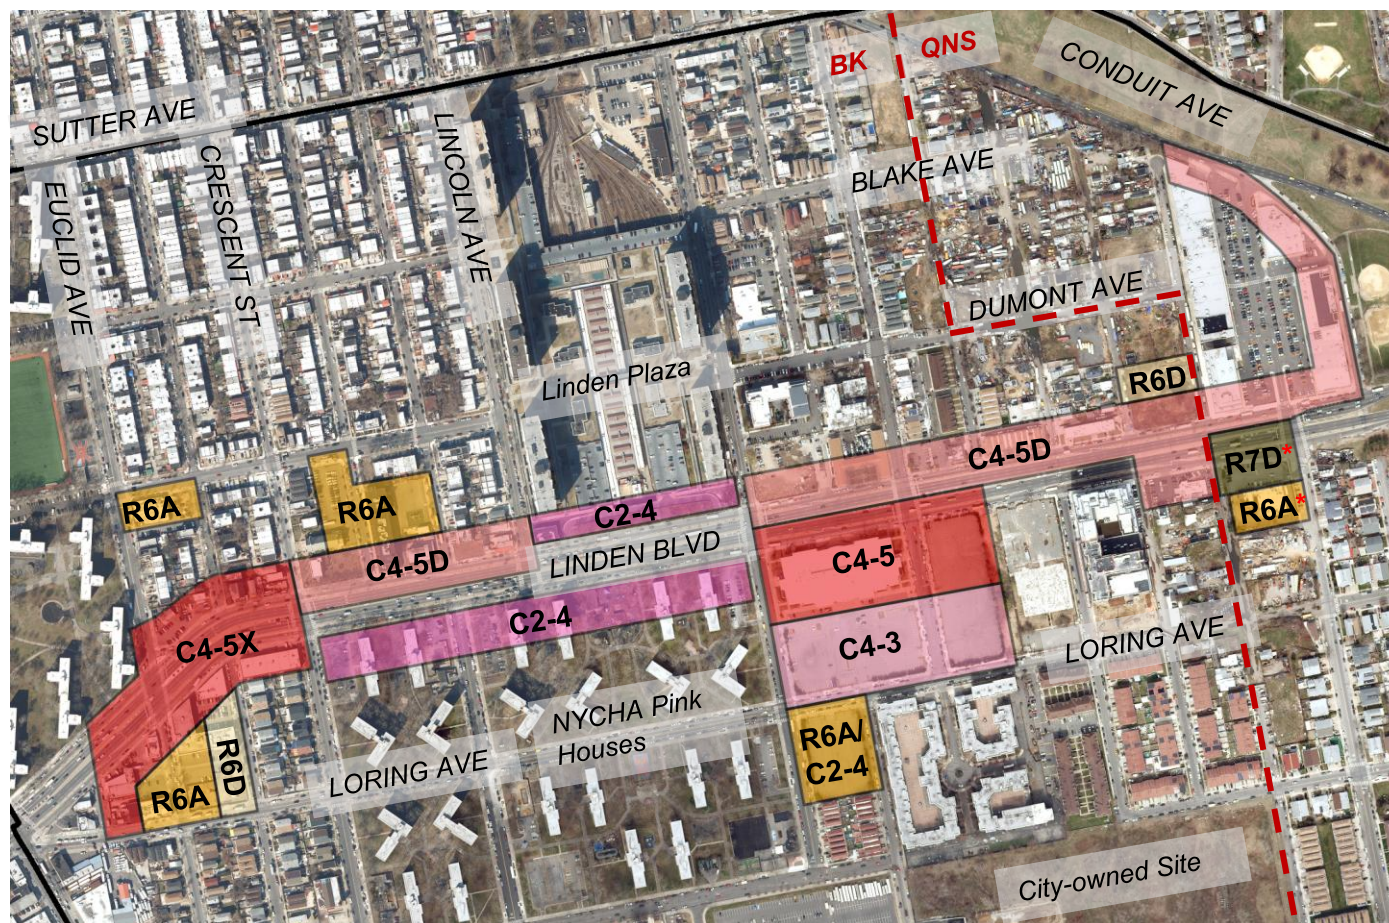 BK
QNS
CONDUIT AVE
SUTTER AVE
LINCOLN AVE
CRESCENT ST
EUCLID AVE
BLAKE AVE
DUMONT AVE
Linden Plaza
R6D
C4-5D
R7D*
R6A*
R6A
R6A
C2-4
LINDEN BLVD
C4-5D
C4-5
C2-4
C4-5X
C4-3
LORING AVE
NYCHA Pink
Houses
R6A/
C2-4
LORING AVE
R6D
R6A
City-owned Site